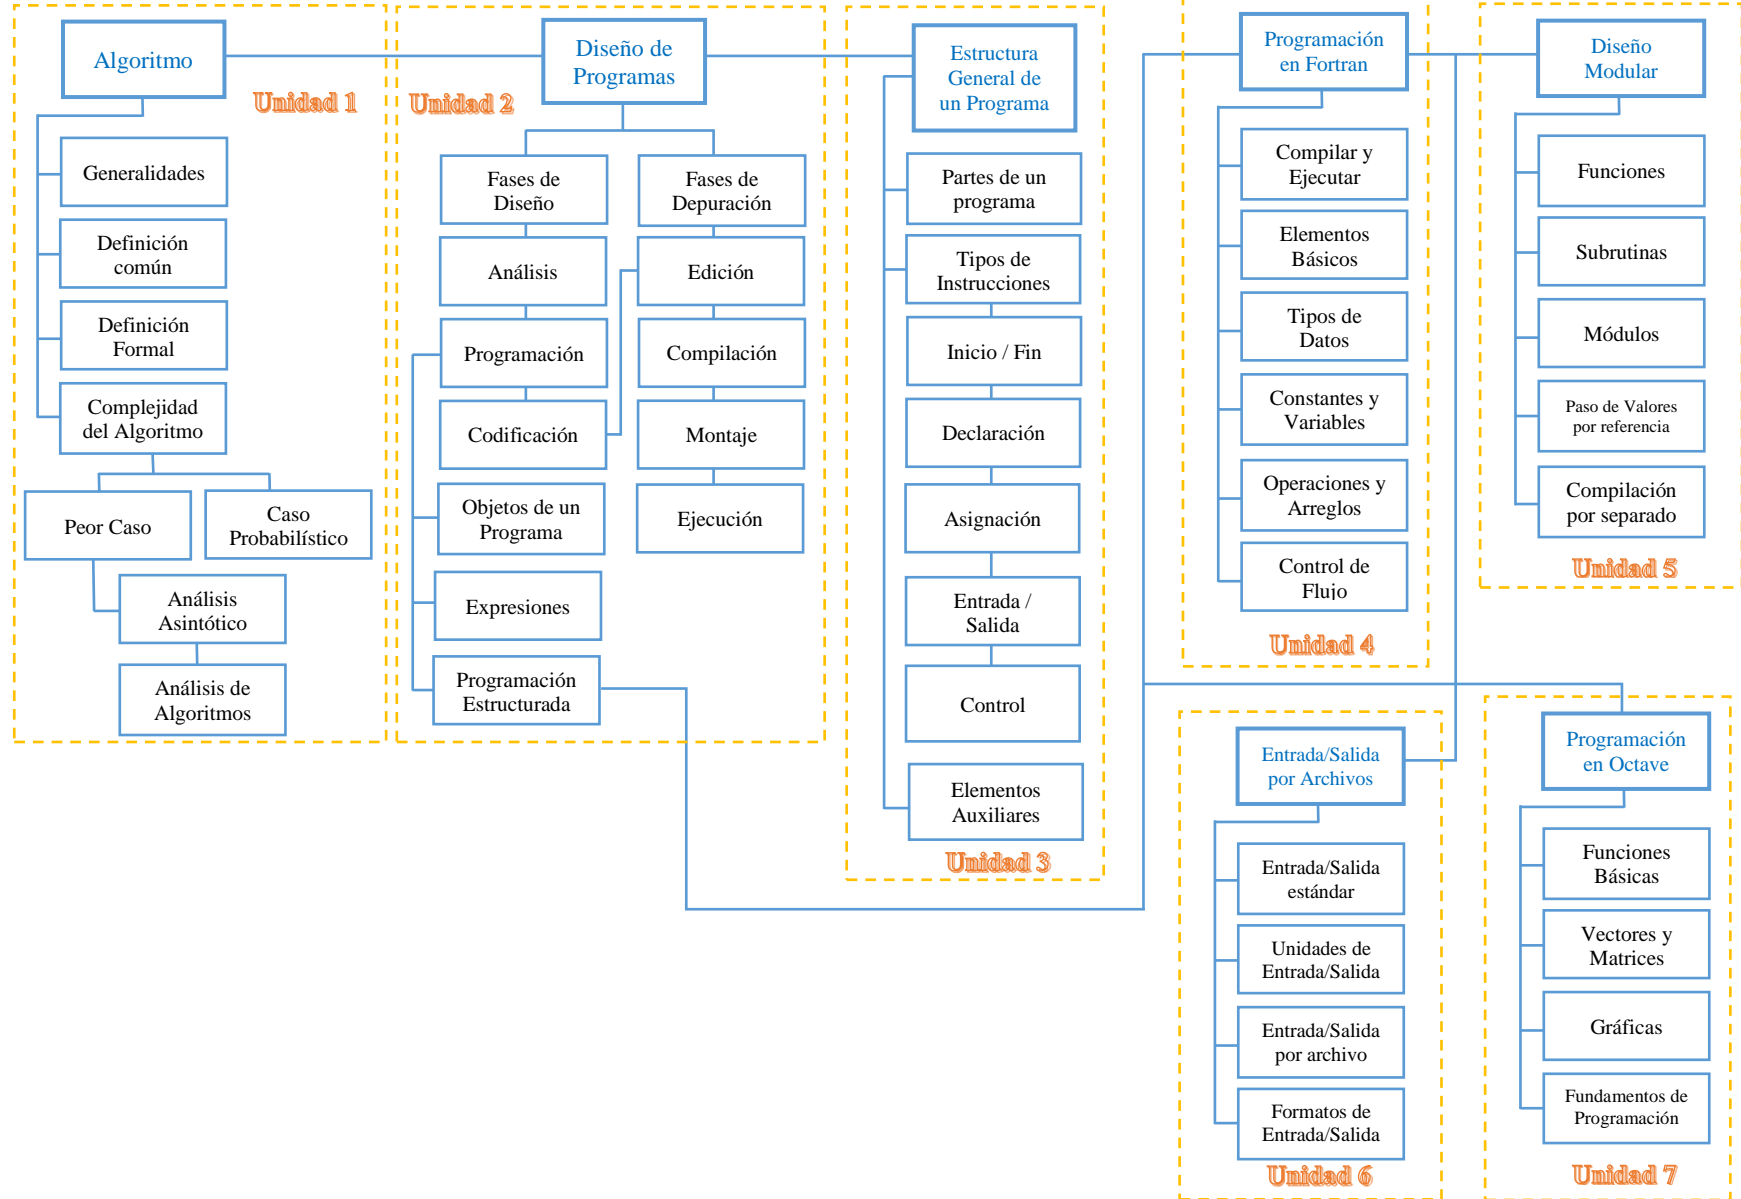 Algoritmo
Unidad 1
Generalidades
Definición
común
Definición
Formal
Complejidad
del Algoritmo
Peor Caso
Caso
Probabilístico
Análisis
Asintótico
Análisis de
Algoritmos
Diseño de
Programas
Unidad 2
Fases de
Diseño
Análisis
Programación
Codificación
Objetos de un
Programa
Expresiones
Programación
Estructurada
Fases de
Depuración
Edición
Compilación
Montaje
Ejecución
Estructura
General de
un Programa
Partes de un
programa
Tipos de
Instrucciones
Inicio / Fin
Declaración
Asignación
Entrada /
Salida
Control
Elementos
Auxiliares
Unidad 3
Programación
en Fortran
Compilar y
Ejecutar
Elementos
Básicos
Tipos de
Datos
Constantes y
Variables
Operaciones y
Arreglos
Control de
Flujo
Unidad 4
Diseño
Modular
Funciones
Subrutinas
Módulos
Paso de Valores
por referencia
Compilación
por separado
Unidad 5
Entrada/Salida
por Archivos
Entrada/Salida
estándar
Unidades de
Entrada/Salida
Entrada/Salida
por archivo
Formatos de
Entrada/Salida
Unidad 6
Programación
en Octave
Funciones
Básicas
Vectores y
Matrices
Gráficas
Fundamentos de
Programación
Unidad 7